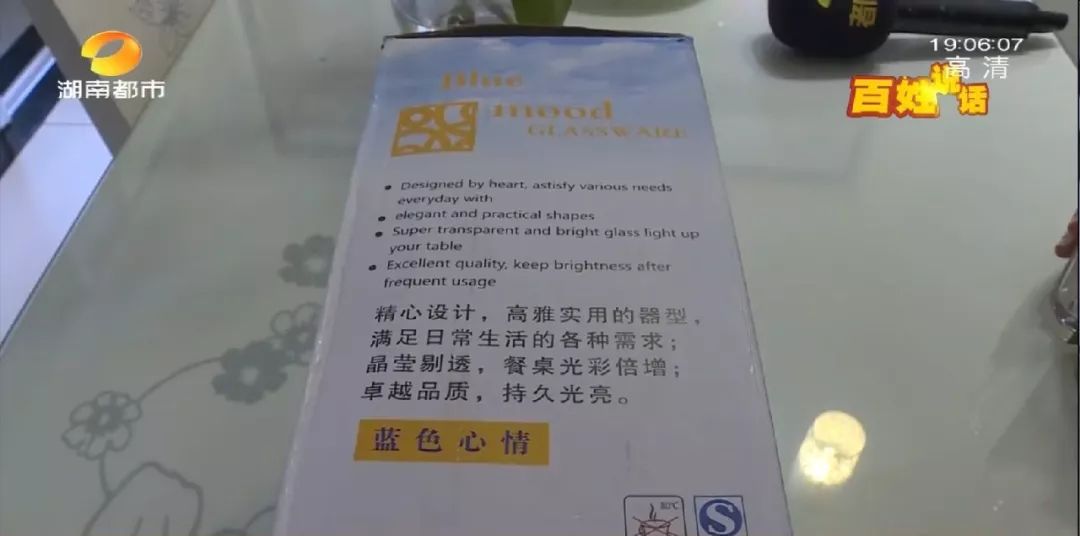 湖南都市
19:06:07
高清
百姓说话
Blue
mood
GLASSWARE
• Designed by heart, astisfy various needs
everyday with
• elegant and practical shapes
• Super transparent and bright glass light up
your table
• Excellent quality, keep brightness after
frequent usage
精心设计，高雅实用的器型，
满足日常生活的各种需求；
晶莹剔透，餐桌光彩倍增；
卓越品质，持久光亮。
蓝色心情
80℃
S